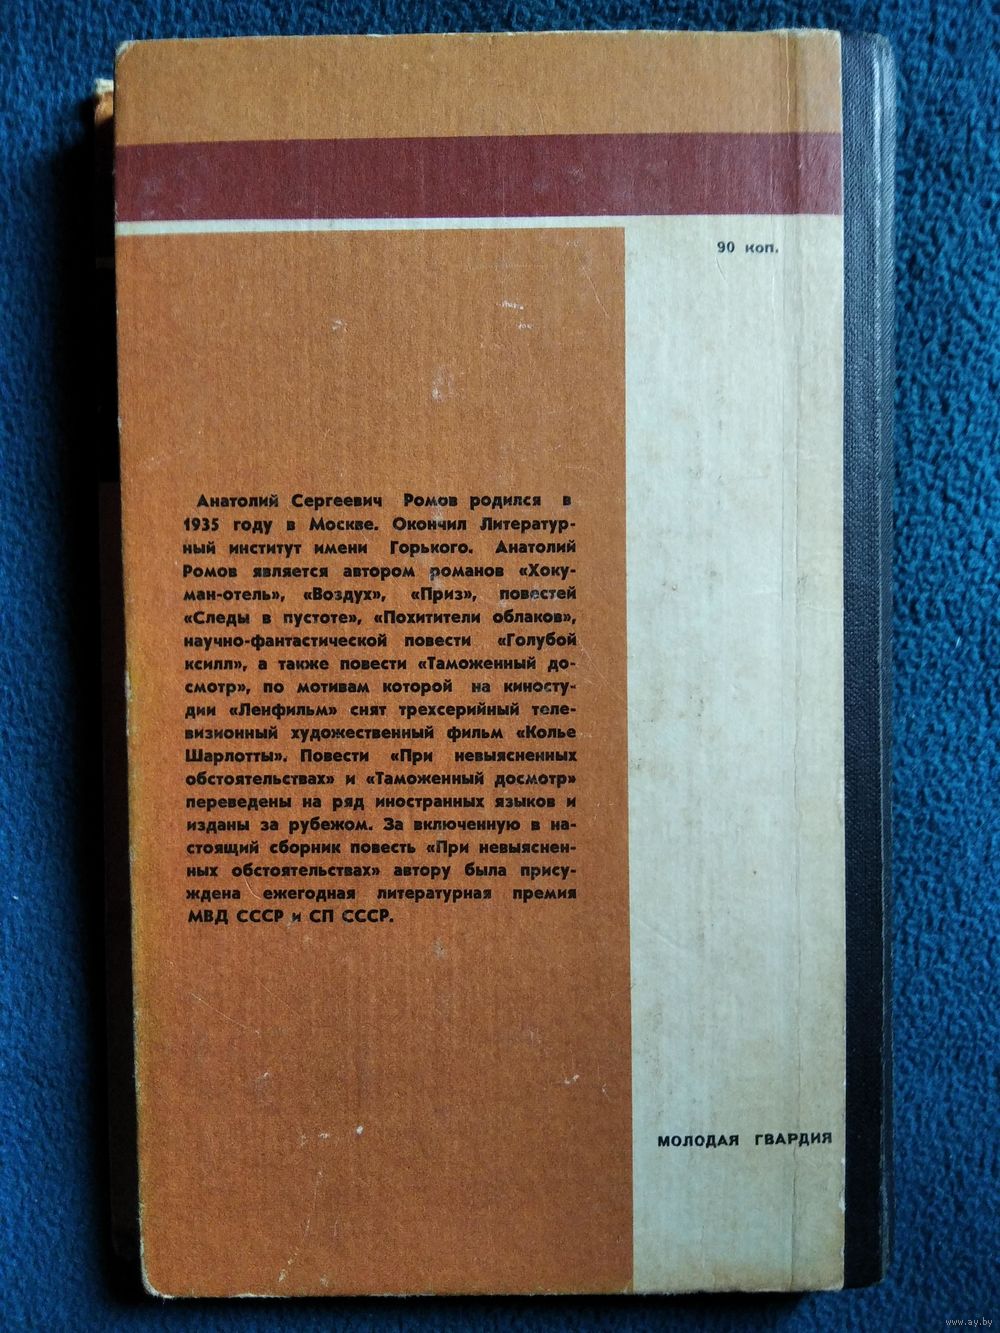 90 коп.
Анатолий Сергеевич Ромов родился в
1935 году в Москве. Окончил Литератур-
ный институт имени Горького. Анатолий
Ромов является автором романов «Хоку-
ман-отель», «Воздух», «Приз», повестей
«Следы в пустоте», «Похитители облаков»,
научно-фантастической повести «Голубой
ксилл», а также повести «Таможенный до-
смотр», по мотивам которой на киносту-
дии «Ленфильм» снят трехсерийный теле-
визионный художественный фильм «Колье
Шарлотты». Повести «При невыясненных
обстоятельствах» и «Таможенный досмотр»
переведены на ряд иностранных языков и
изданы за рубежом. За включенную в на-
стоящий сборник повесть «При невыяснен-
ных обстоятельствах» автору была прису-
ждена ежегодная литературная премия
МВД СССР и СП СССР.
МОЛОДАЯ ГВАРДИЯ
www.ay.by